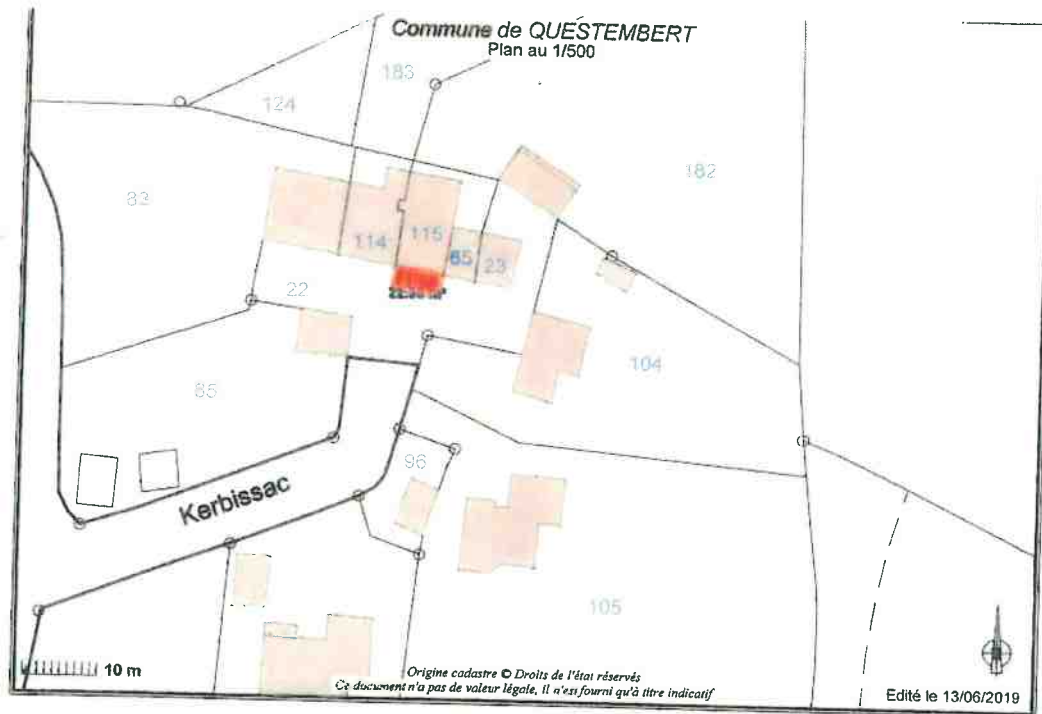 Commune de QUESTEMBERT
Plan au 1/500
183
124
182
83
114
115
65
23
22
104
85
96
Kerbissac
105
10 m
Origine cadastre © Droits de l'état réservés
Ce document n'a pas de valeur légale, il n'est fourni qu'à titre indicatif
Edité le 13/06/2019